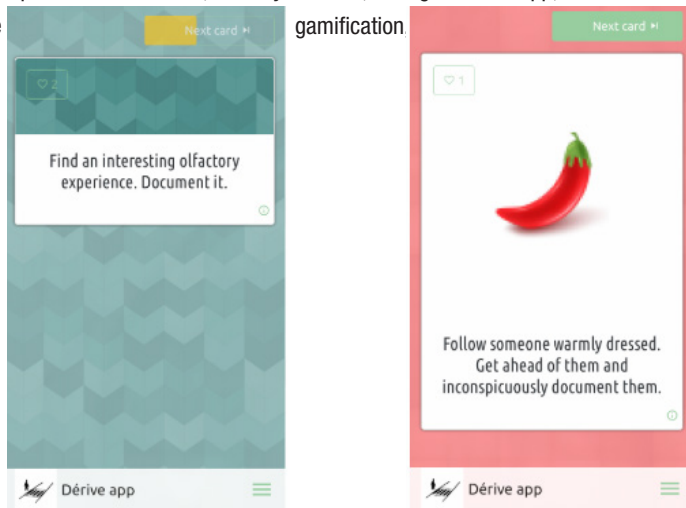 gamification,
Next card
2
Find an interesting olfactory
experience. Document it.
Dérive app
Next card
1
Follow someone warmly dressed.
Get ahead of them and
inconspicuously document them.
Dérive app